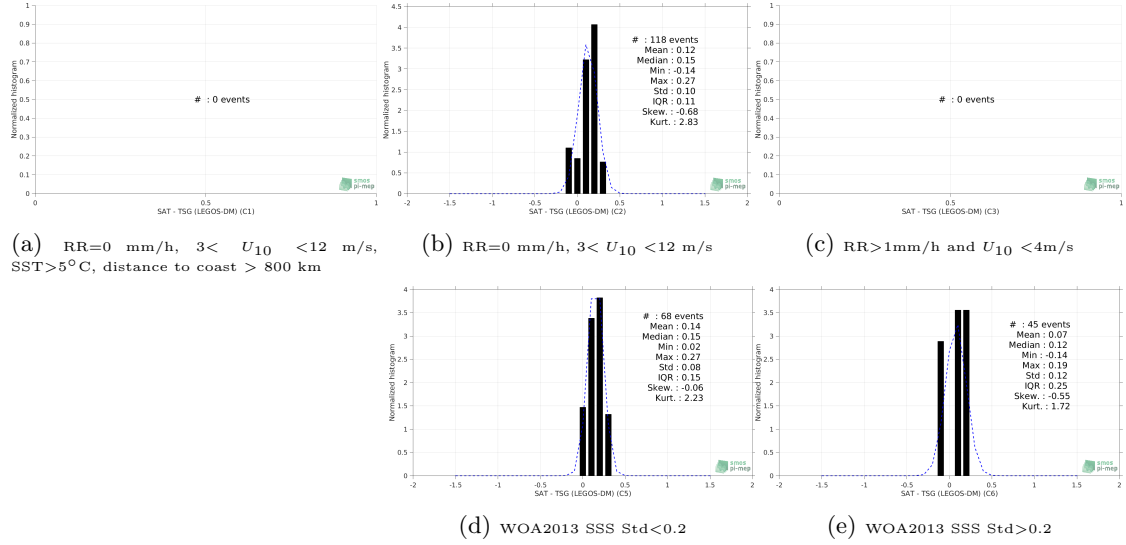 1
0.9
0.8
0.7
0.6
0.5
0.4
0.3
0.2
0.1
0
Normalized histogram
# : 0 events
smos
pi-mep
0 0.5 1
SAT - TSG (LEGOS-DM) (C1)
4.5
4
3.5
3
2.5
2
1.5
1
0.5
0
Normalized histogram
# : 118 events
Mean : 0.12
Median : 0.15
Min : -0.14
Max : 0.27
Std : 0.10
IQR : 0.11
Skew. : -0.68
Kurt. : 2.83
smos
pi-mep
-2 -1.5 -1 -0.5 0 0.5 1 1.5 2
SAT - TSG (LEGOS-DM) (C2)
1
0.9
0.8
0.7
0.6
0.5
0.4
0.3
0.2
0.1
0
Normalized histogram
# : 0 events
smos
pi-mep
0 0.5 1
SAT - TSG (LEGOS-DM) (C3)
(a) RR=0 mm/h, 3< U10 <12 m/s,
SST>5°C, distance to coast > 800 km
(b) RR=0 mm/h, 3< U10 <12 m/s
(c) RR>1mm/h and U10 <4m/s
4
3.5
3
2.5
2
1.5
1
0.5
0
Normalized histogram
# : 68 events
Mean : 0.14
Median : 0.15
Min : 0.02
Max : 0.27
Std : 0.08
IQR : 0.15
Skew. : -0.06
Kurt. : 2.23
smos
pi-mep
-2 -1.5 -1 -0.5 0 0.5 1 1.5 2
SAT - TSG (LEGOS-DM) (C5)
4
3.5
3
2.5
2
1.5
1
0.5
0
Normalized histogram
# : 45 events
Mean : 0.07
Median : 0.12
Min : -0.14
Max : 0.19
Std : 0.12
IQR : 0.25
Skew. : -0.55
Kurt. : 1.72
smos
pi-mep
-2 -1.5 -1 -0.5 0 0.5 1 1.5 2
SAT - TSG (LEGOS-DM) (C6)
(d) WOA2013 SSS Std<0.2
(e) WOA2013 SSS Std>0.2